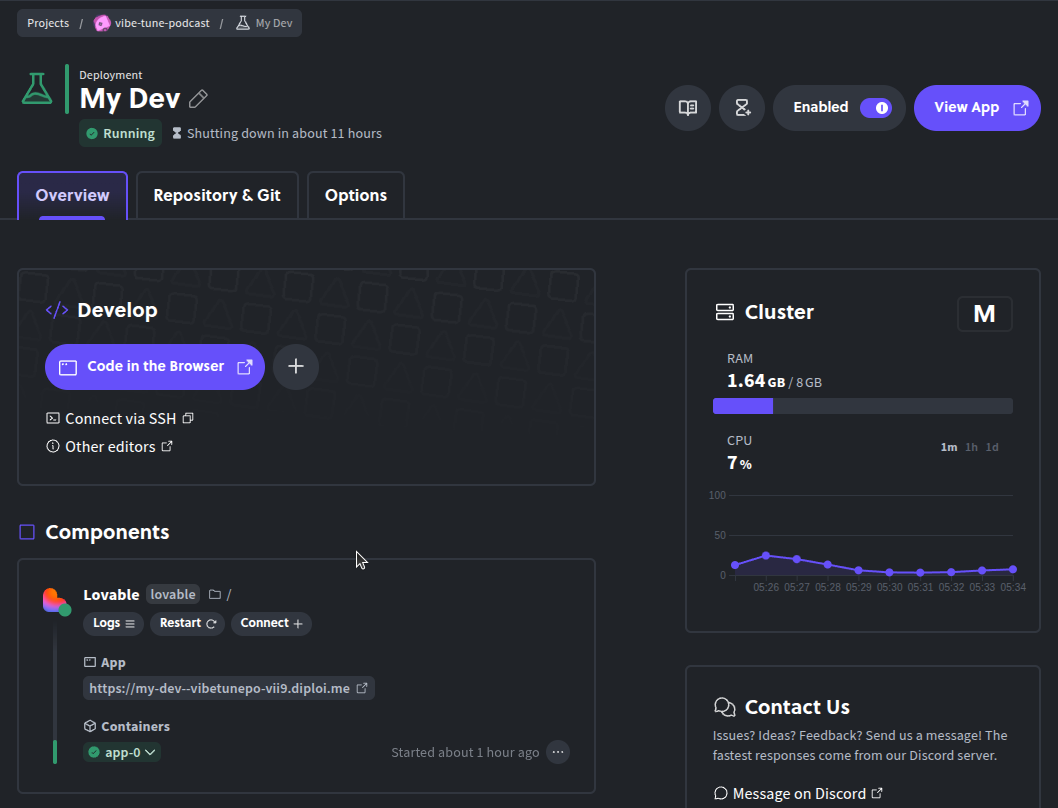 Projects / vibe-tune-podcast / My Dev
Deployment
My Dev
Running Shutting down in about 11 hours
Enabled
View App
Overview
Repository & Git
Options
</> Develop
Code in the Browser
+
Connect via SSH
Other editors
Components
Lovable lovable /
Logs Restart Connect +
App
https://my-dev--vibetunepo-vii9.diploi.me
Containers
app-0 Started about 1 hour ago ...
Cluster M
RAM
1.64 GB / 8 GB
CPU
7 %
1m 1h 1d
100
50
0
05:26 05:27 05:28 05:29 05:30 05:31 05:32 05:33 05:34
Contact Us
Issues? Ideas? Feedback? Send us a message! The
fastest responses come from our Discord server.
Message on Discord